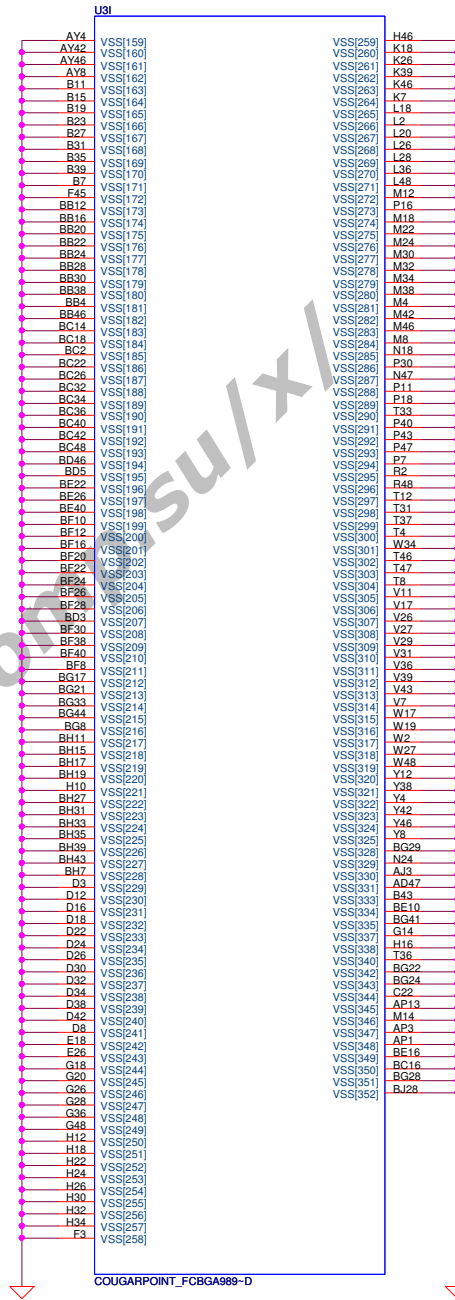 U3I
AY4 VSS[159] VSS[259] H46
AY42 VSS[160] VSS[260] K18
AY46 VSS[161] VSS[261] K26
AY8 VSS[162] VSS[262] K39
B11 VSS[163] VSS[263] K46
B15 VSS[164] VSS[264] K7
B19 VSS[165] VSS[265] L18
B23 VSS[166] VSS[266] L2
B27 VSS[167] VSS[267] L20
B31 VSS[168] VSS[268] L26
B35 VSS[169] VSS[269] L28
B39 VSS[170] VSS[270] L36
B7 VSS[171] VSS[271] L48
F45 VSS[172] VSS[272] M12
BB12 VSS[173] VSS[273] P16
BB16 VSS[174] VSS[274] M18
BB20 VSS[175] VSS[275] M22
BB22 VSS[176] VSS[276] M24
BB24 VSS[177] VSS[277] M30
BB28 VSS[178] VSS[278] M32
BB30 VSS[179] VSS[279] M34
BB38 VSS[180] VSS[280] M38
BB4 VSS[181] VSS[281] M4
BB46 VSS[182] VSS[282] M42
BC14 VSS[183] VSS[283] M46
BC18 VSS[184] VSS[284] M8
BC2 VSS[185] VSS[285] N18
BC22 VSS[186] VSS[286] P30
BC26 VSS[187] VSS[287] N47
BC32 VSS[188] VSS[288] P11
BC34 VSS[189] VSS[289] P18
BC36 VSS[190] VSS[290] T33
BC40 VSS[191] VSS[291] P40
BC42 VSS[192] VSS[292] P43
BC48 VSS[193] VSS[293] P47
BD46 VSS[194] VSS[294] P7
BD5 VSS[195] VSS[295] R2
BE22 VSS[196] VSS[296] R48
BE26 VSS[197] VSS[297] T12
BE40 VSS[198] VSS[298] T31
BF10 VSS[199] VSS[299] T37
BF12 VSS[200] VSS[300] T4
BF16 VSS[201] VSS[301] W34
BF20 VSS[202] VSS[302] T46
BF22 VSS[203] VSS[303] T47
BF24 VSS[204] VSS[304] T8
BF26 VSS[205] VSS[305] V11
BF28 VSS[206] VSS[306] V17
BD3 VSS[207] VSS[307] V26
BF30 VSS[208] VSS[308] V27
BF38 VSS[209] VSS[309] V29
BF40 VSS[210] VSS[310] V31
BF8 VSS[211] VSS[311] V36
BG17 VSS[212] VSS[312] V39
BG21 VSS[213] VSS[313] V43
BG33 VSS[214] VSS[314] V7
BG44 VSS[215] VSS[315] W17
BG8 VSS[216] VSS[316] W19
BH11 VSS[217] VSS[317] W2
BH15 VSS[218] VSS[318] W27
BH17 VSS[219] VSS[319] W48
BH19 VSS[220] VSS[320] Y12
H10 VSS[221] VSS[321] Y38
BH27 VSS[222] VSS[322] Y4
BH31 VSS[223] VSS[323] Y42
BH33 VSS[224] VSS[324] Y46
BH35 VSS[225] VSS[325] Y8
BH39 VSS[226] VSS[328] BG29
BH43 VSS[227] VSS[329] N24
BH7 VSS[228] VSS[330] AJ3
D3 VSS[229] VSS[331] AD47
D12 VSS[230] VSS[333] B43
D16 VSS[231] VSS[334] BE10
D18 VSS[232] VSS[335] BG41
D22 VSS[233] VSS[337] G14
D24 VSS[234] VSS[338] H16
D26 VSS[235] VSS[340] T36
D30 VSS[236] VSS[342] BG22
D32 VSS[237] VSS[343] BG24
D34 VSS[238] VSS[344] C22
D38 VSS[239] VSS[345] AP13
D42 VSS[240] VSS[346] M14
D8 VSS[241] VSS[347] AP3
E18 VSS[242] VSS[348] AP1
E26 VSS[243] VSS[349] BE16
G18 VSS[244] VSS[350] BC16
G20 VSS[245] VSS[351] BG28
G26 VSS[246] VSS[352] BJ28
G28 VSS[247]
G36 VSS[248]
G48 VSS[249]
H12 VSS[250]
H18 VSS[251]
H22 VSS[252]
H24 VSS[253]
H26 VSS[254]
H30 VSS[255]
H32 VSS[256]
H34 VSS[257]
F3 VSS[258]
COUGARPOINT_FCBGA989~D
omp.su/x/